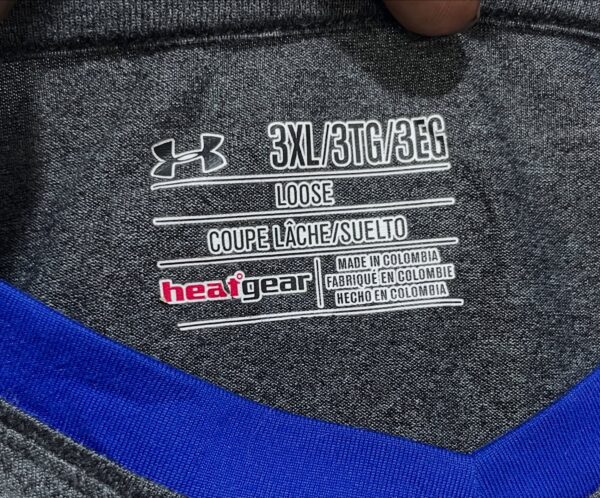 3XL/3TG/3EG
LOOSE
COUPE LÂCHE/SUELTO
heatgear
MADE IN COLOMBIA
FABRIQUÉ EN COLOMBIE
HECHO EN COLOMBIA